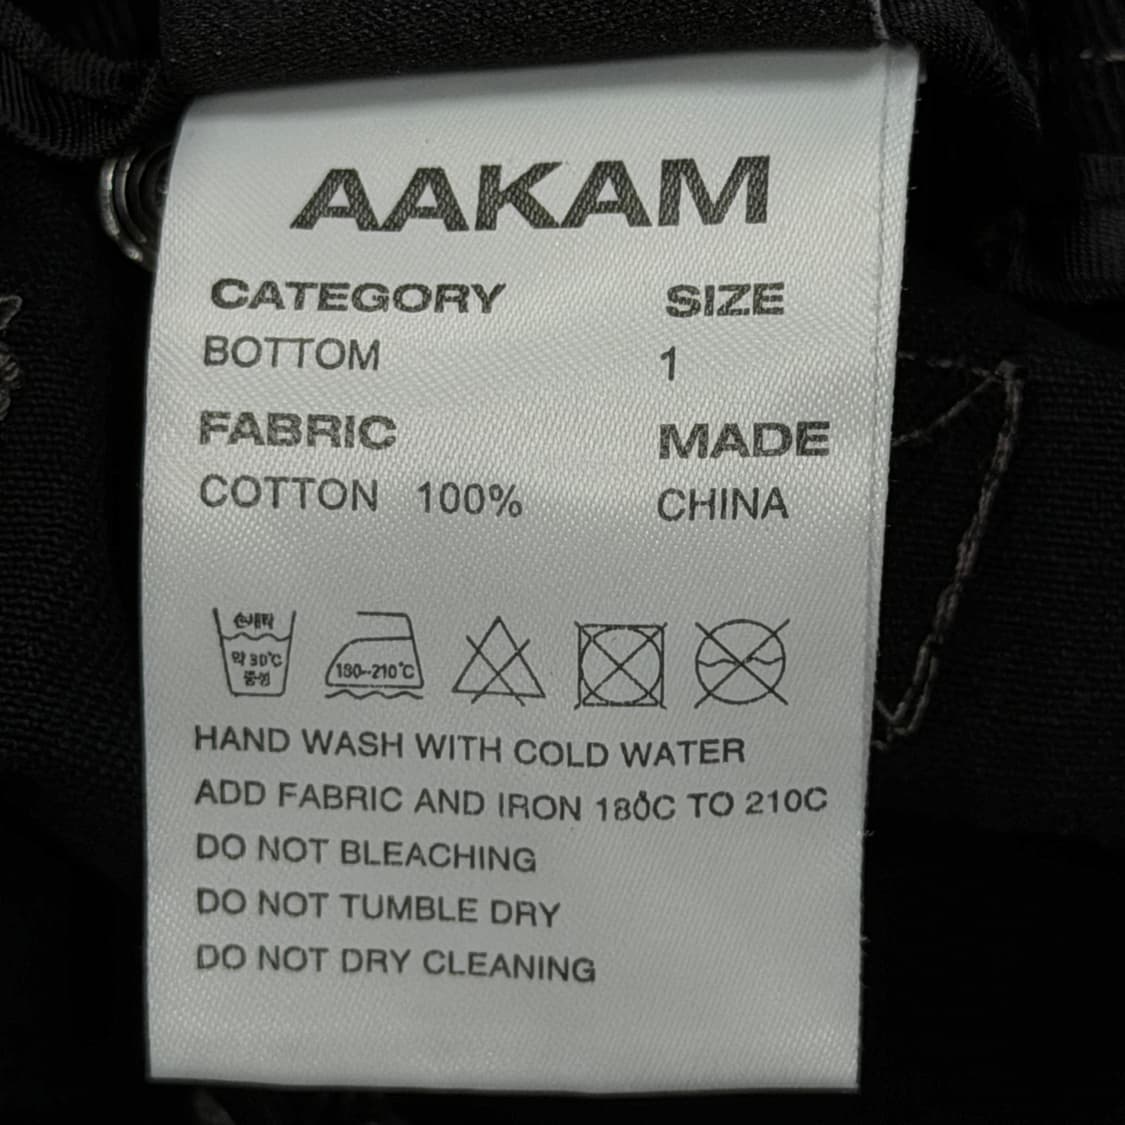 AAKAM
CATEGORY SIZE
BOTTOM 1
FABRIC MADE
COTTON 100% CHINA
손세탁
약 30°C
중성
180~210°C
HAND WASH WITH COLD WATER
ADD FABRIC AND IRON 180C TO 210C
DO NOT BLEACHING
DO NOT TUMBLE DRY
DO NOT DRY CLEANING